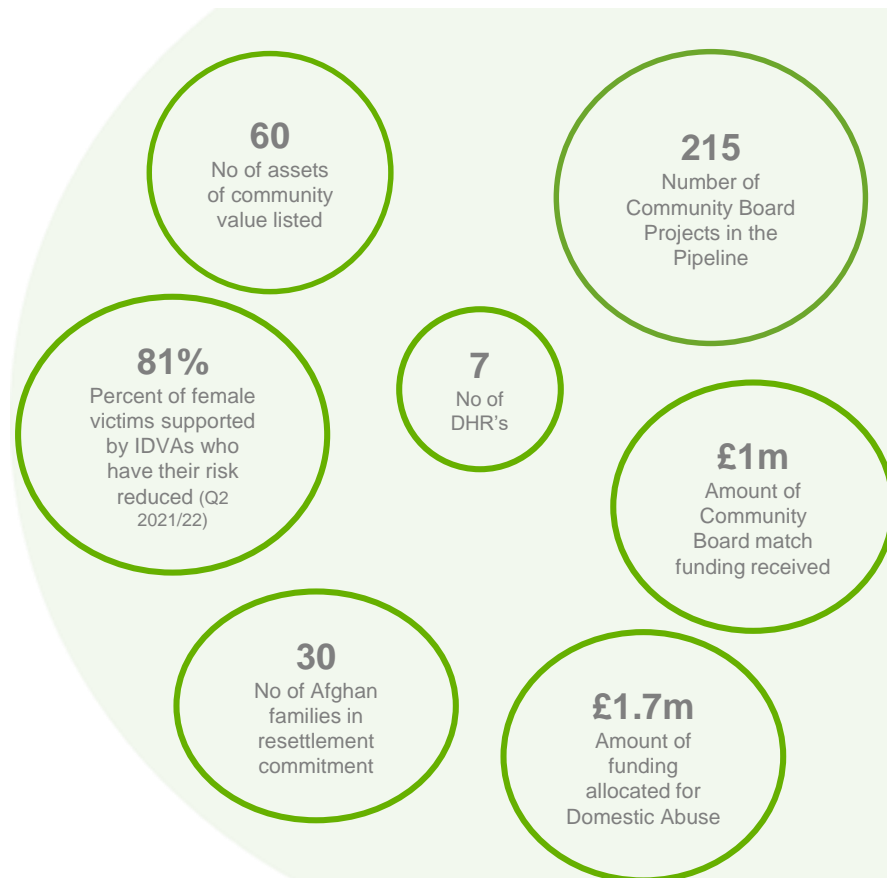 60
No of assets
of community
value listed
215
Number of
Community Board
Projects in the
Pipeline
81%
Percent of female
victims supported
by IDVAs who
have their risk
reduced (Q2
2021/22)
7
No of
DHR's
£1m
Amount of
Community
Board match
funding received
30
No of Afghan
families in
resettlement
commitment
£1.7m
Amount of
funding
allocated for
Domestic Abuse